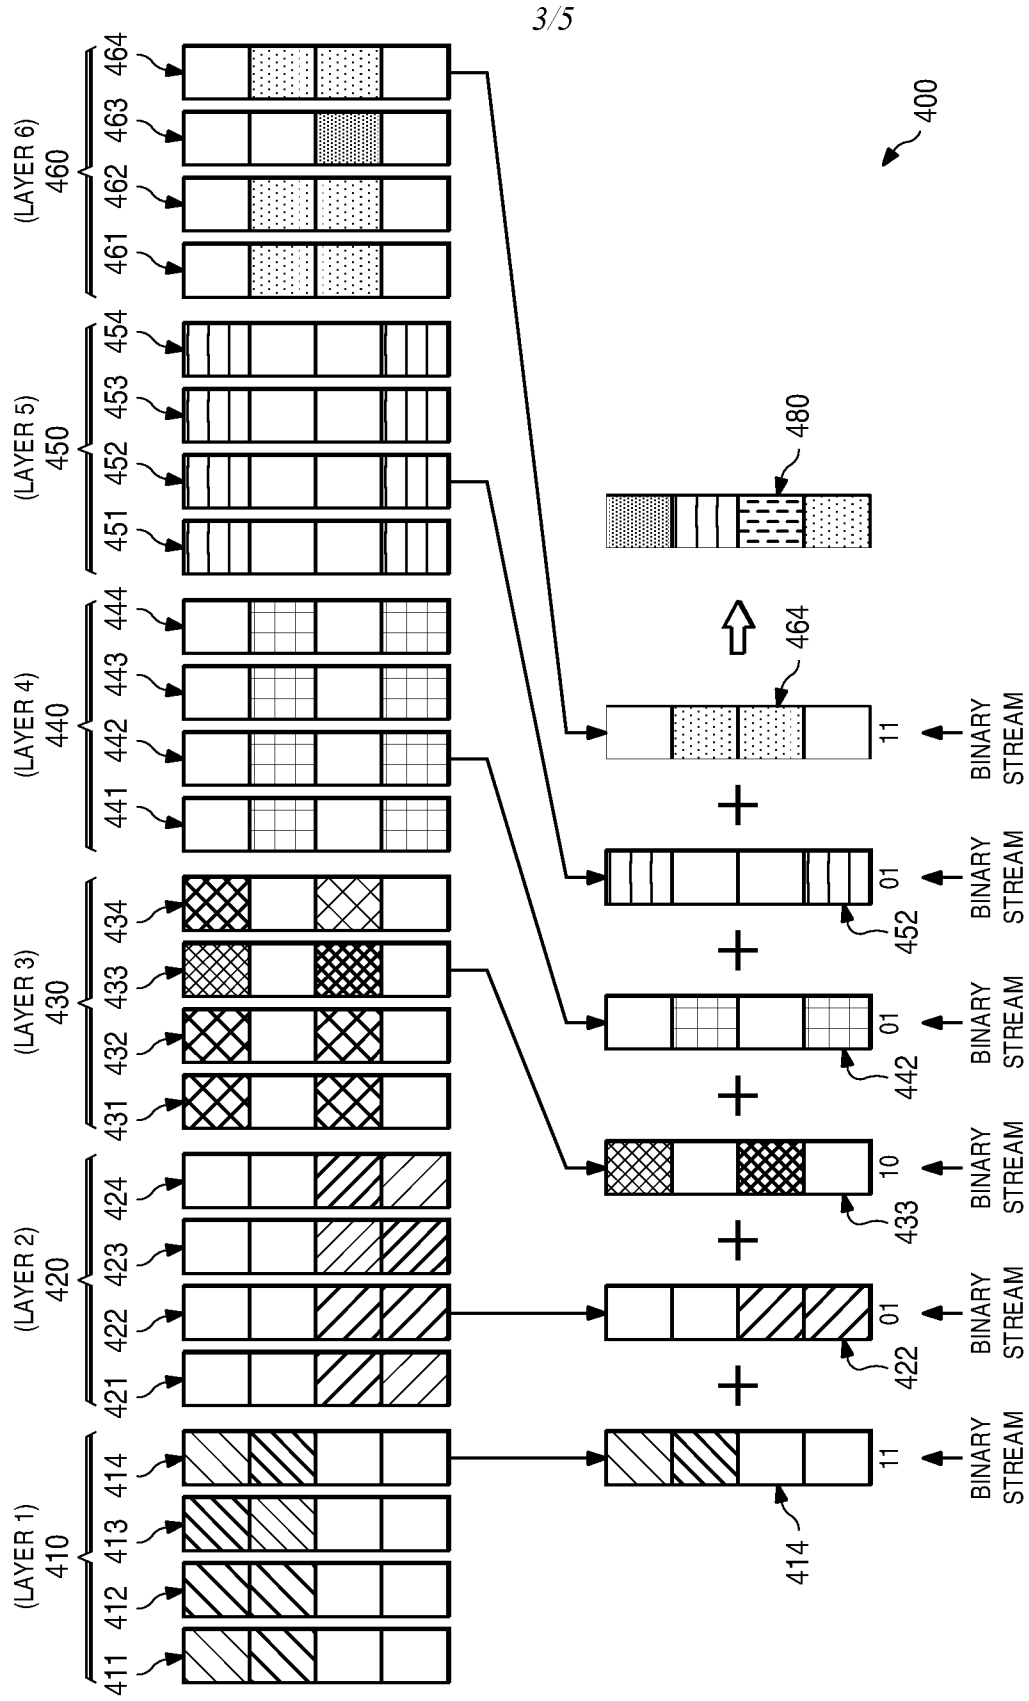 3/5
(LAYER 1)
410
(LAYER 2)
420
(LAYER 3)
430
(LAYER 4)
440
(LAYER 5)
450
(LAYER 6)
460
411
412
413
414
421
422
423
424
431
432
433
434
441
442
443
444
451
452
453
454
461
462
463
464
414
+
422
+
433
+
442
+
452
+
464
480
11
01
10
01
01
11
BINARY
STREAM
BINARY
STREAM
BINARY
STREAM
BINARY
STREAM
BINARY
STREAM
BINARY
STREAM
400